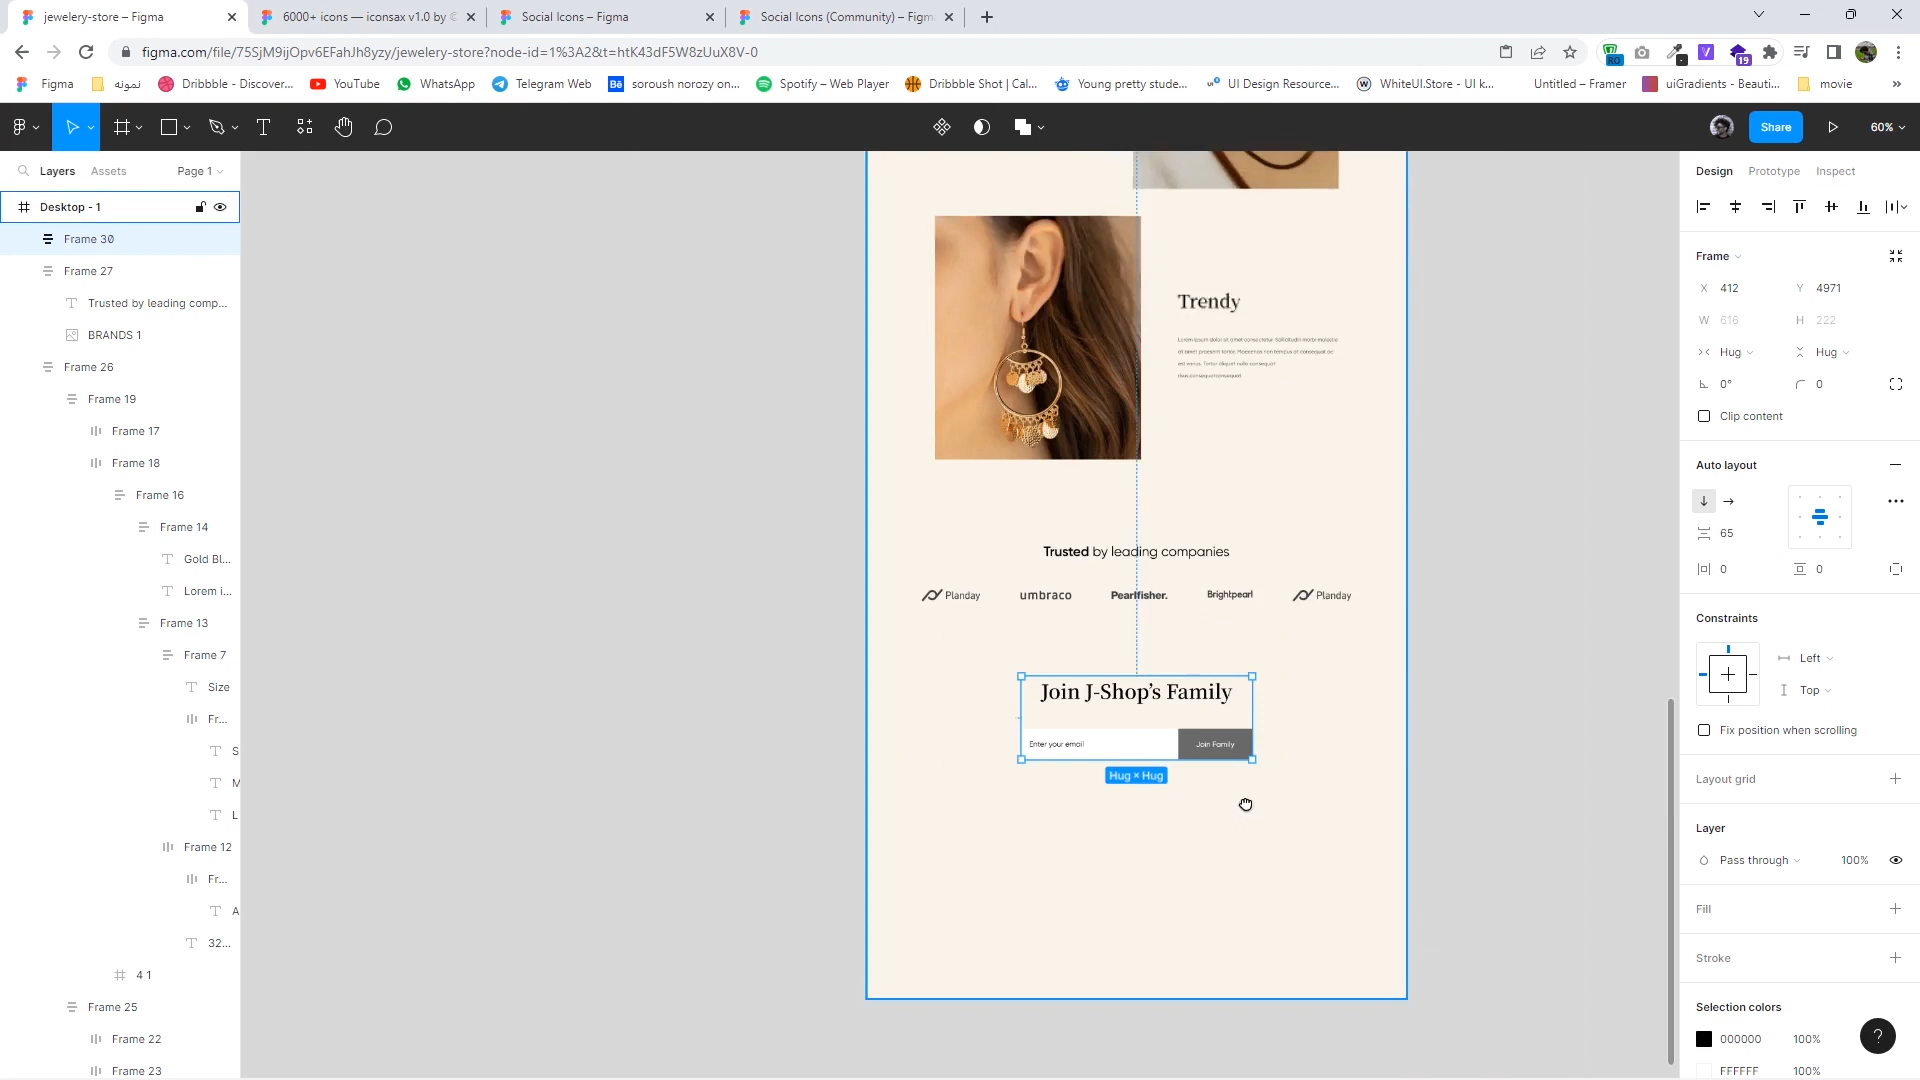 jewelery-store – Figma
6000+ icons — iconsax v1.0 by
Social Icons – Figma
Social Icons (Community) – Figm
figma.com/file/75SjM9ijOpv6EFahJh8yzy/jewelery-store?node-id=1%3A2&t=htK43dF5W8zUuX8V-0
RO
19
Figma
نمونه
Dribbble - Discover...
YouTube
WhatsApp
Telegram Web
Bē
soroush norozy on...
Spotify – Web Player
Dribbble Shot | Cal...
Young pretty stude...
UI Design Resource...
WhiteUI.Store - UI k...
Untitled – Framer
uiGradients - Beauti...
movie
»
Share
60%
Layers
Assets
Page 1
Desktop - 1
Frame 30
Frame 27
Trusted by leading comp...
BRANDS 1
Frame 26
Frame 19
Frame 17
Frame 18
Frame 16
Frame 14
Gold Bl...
Lorem i...
Frame 13
Frame 7
Size
Fr...
S
M
L
Frame 12
Fr...
A
32...
4 1
Frame 25
Frame 22
Frame 23
Trendy
Trusted by leading companies
Planday
umbraco
Pearlfisher.
Brightpearl
Planday
Join J-Shop’s Family
Enter your email
Join Family
Hug × Hug
Design
Prototype
Inspect
Frame
X 412
Y 4971
W 616
H 222
Hug
Hug
0°
0
Clip content
Auto layout
65
0
0
Constraints
Left
Top
Fix position when scrolling
Layout grid
Layer
Pass through
100%
Fill
Stroke
Selection colors
000000
100%
FFFFFF
100%
?